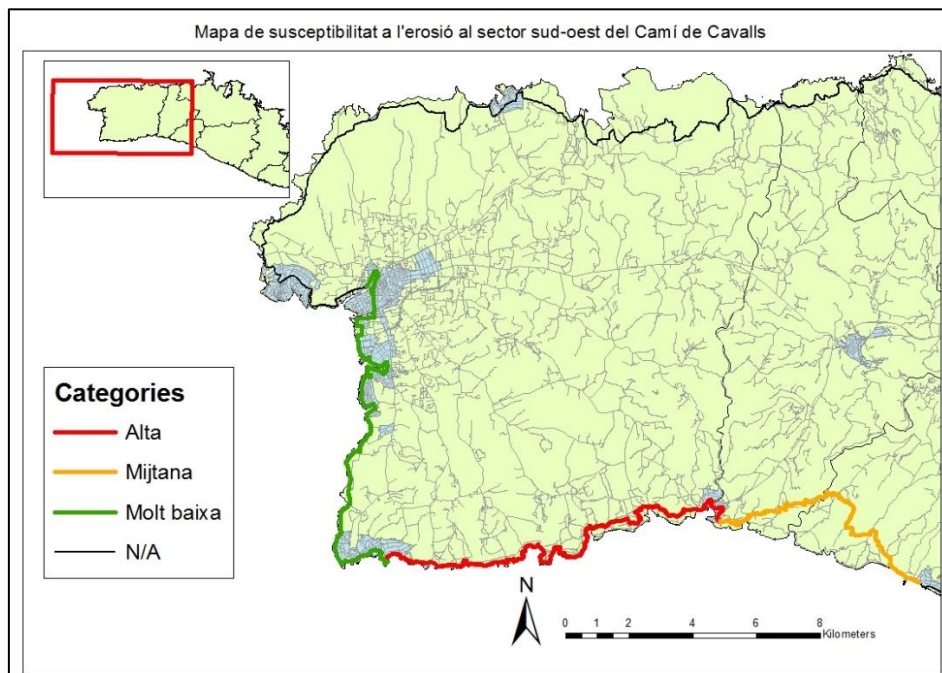 Mapa de susceptibilitat a l'erosió al sector sud-oest del Camí de Cavalls
Categories
Alta
Mijtana
Molt baixa
N/A
N
0 1 2 4 6 8
Kilometers